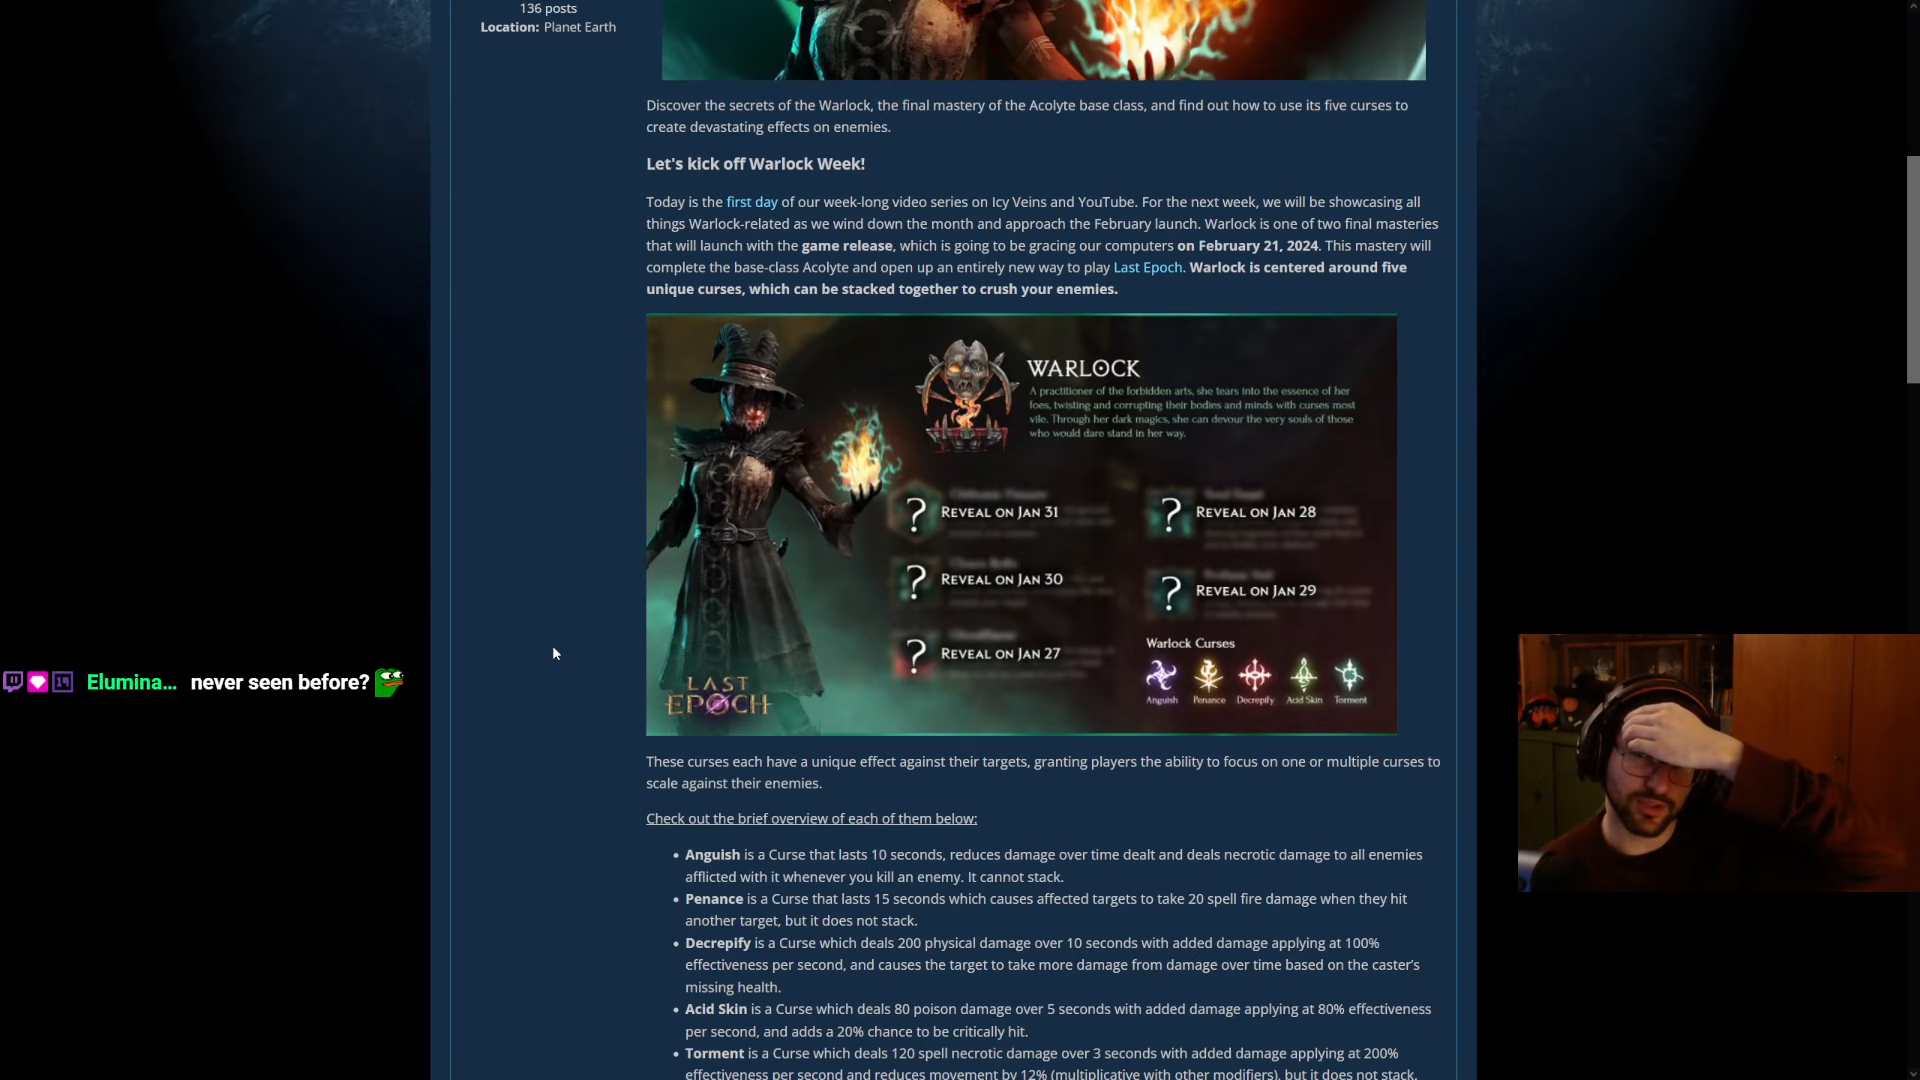 136 posts
Location: Planet Earth
Discover the secrets of the Warlock, the final mastery of the Acolyte base class, and find out how to use its five curses to
create devastating effects on enemies.
Let's kick off Warlock Week!
Today is the first day of our week-long video series on Icy Veins and YouTube. For the next week, we will be showcasing all
things Warlock-related as we wind down the month and approach the February launch. Warlock is one of two final masteries
that will launch with the game release, which is going to be gracing our computers on February 21, 2024. This mastery will
complete the base-class Acolyte and open up an entirely new way to play Last Epoch. Warlock is centered around five
unique curses, which can be stacked together to crush your enemies.
WARLOCK
A practitioner of the forbidden arts, she tears into the essence of her
foes, twisting and corrupting their bodies and minds with curses most
vile. Through her dark magics, she can devour the very souls of those
who would dare stand in her way.
? REVEAL ON JAN 31
? REVEAL ON JAN 28
? REVEAL ON JAN 30
? REVEAL ON JAN 29
? REVEAL ON JAN 27
Warlock Curses
Anguish Penance Decrepify Acid Skin Torment
LAST
EPOCH
19 Elumina... never seen before?
These curses each have a unique effect against their targets, granting players the ability to focus on one or multiple curses to
scale against their enemies.
Check out the brief overview of each of them below:
• Anguish is a Curse that lasts 10 seconds, reduces damage over time dealt and deals necrotic damage to all enemies
afflicted with it whenever you kill an enemy. It cannot stack.
• Penance is a Curse that lasts 15 seconds which causes affected targets to take 20 spell fire damage when they hit
another target, but it does not stack.
• Decrepify is a Curse which deals 200 physical damage over 10 seconds with added damage applying at 100%
effectiveness per second, and causes the target to take more damage from damage over time based on the caster's
missing health.
• Acid Skin is a Curse which deals 80 poison damage over 5 seconds with added damage applying at 80% effectiveness
per second, and adds a 20% chance to be critically hit.
• Torment is a Curse which deals 120 spell necrotic damage over 3 seconds with added damage applying at 200%
effectiveness per second and reduces movement by 12% (multiplicative with other modifiers), but it does not stack.